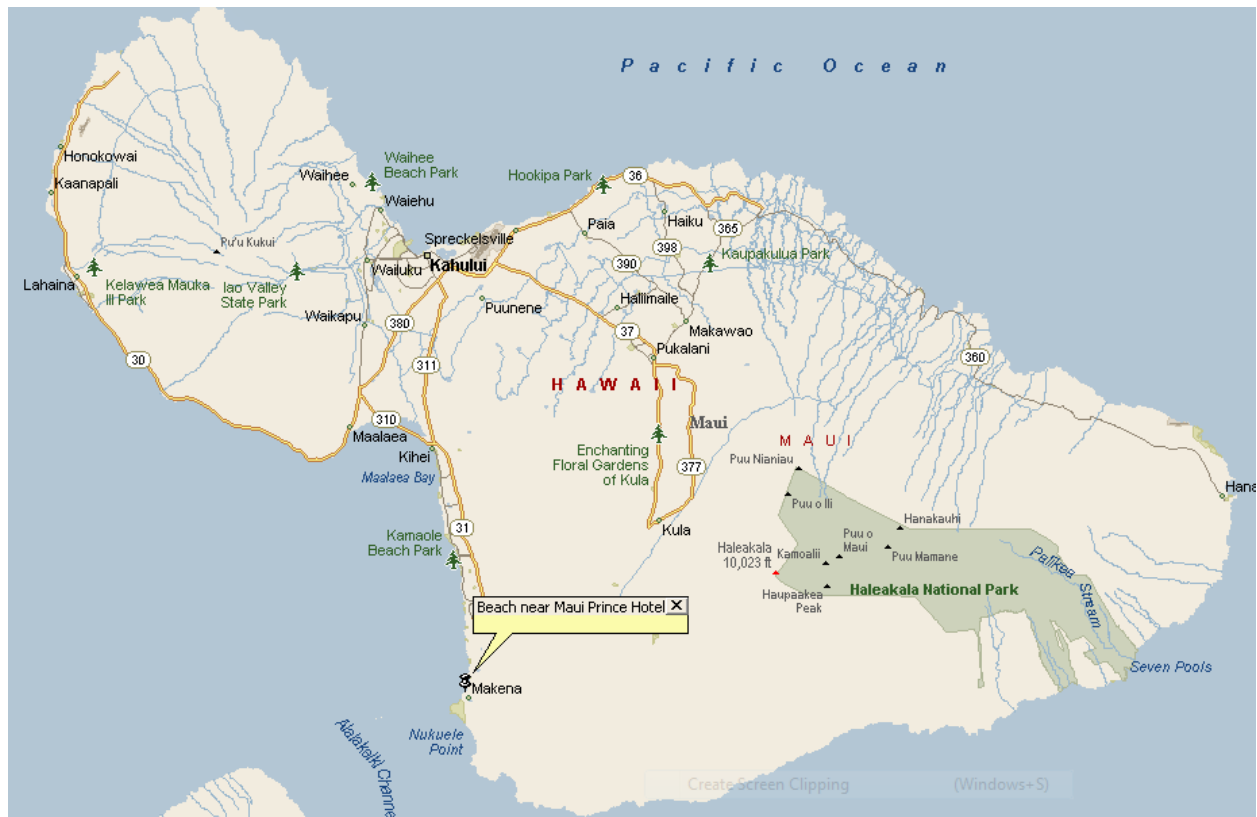 Pacific Ocean
Honokowai
Kaanapali
Waihee
Beach Park
Waihee
Waiehu
Hookipa Park
36
Paia
Haiku
365
398
Spreckelsville
Pu'u Kukui
Wailuku
Kahului
390
Kaupakulua Park
Lahaina
Kelawea Mauka
III Park
Iao Valley
State Park
Puunene
Hallimaile
Waikapu
380
37
Makawao
Pukalani
30
311
360
HAWAII
310
Maui
Maalaea
MAUI
Kihei
Enchanting
Floral Gardens
of Kula
377
Puu Nianiau
Maalaea Bay
Hana
Puu o Ili
Kamaole
Beach Park
31
Kula
Hanakauhi
Puu o
Maui
Haleakala
10,023 ft
Kamoalii
Puu Mamane
Palikea
Stream
Haupaakea
Peak
Haleakala National Park
Beach near Maui Prince Hotel
Seven Pools
Makena
Nukuele
Point
Alalakeiki Channe
Create Screen Clipping (Windows+S)